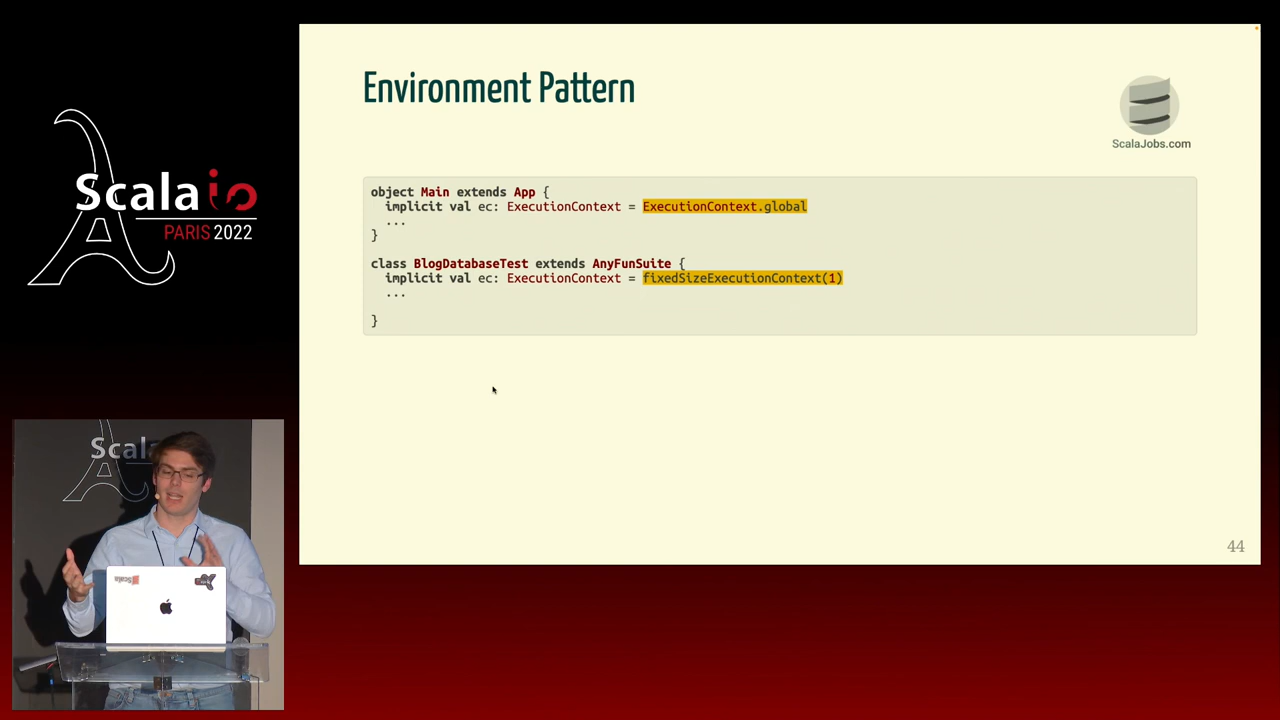 Scala io
PARIS 2022
Environment Pattern
ScalaJobs.com
object Main extends App {
  implicit val ec: ExecutionContext = ExecutionContext.global
  ...
}
class BlogDatabaseTest extends AnyFunSuite {
  implicit val ec: ExecutionContext = fixedSizeExecutionContext(1)
  ...
}
44
Scal
Scala